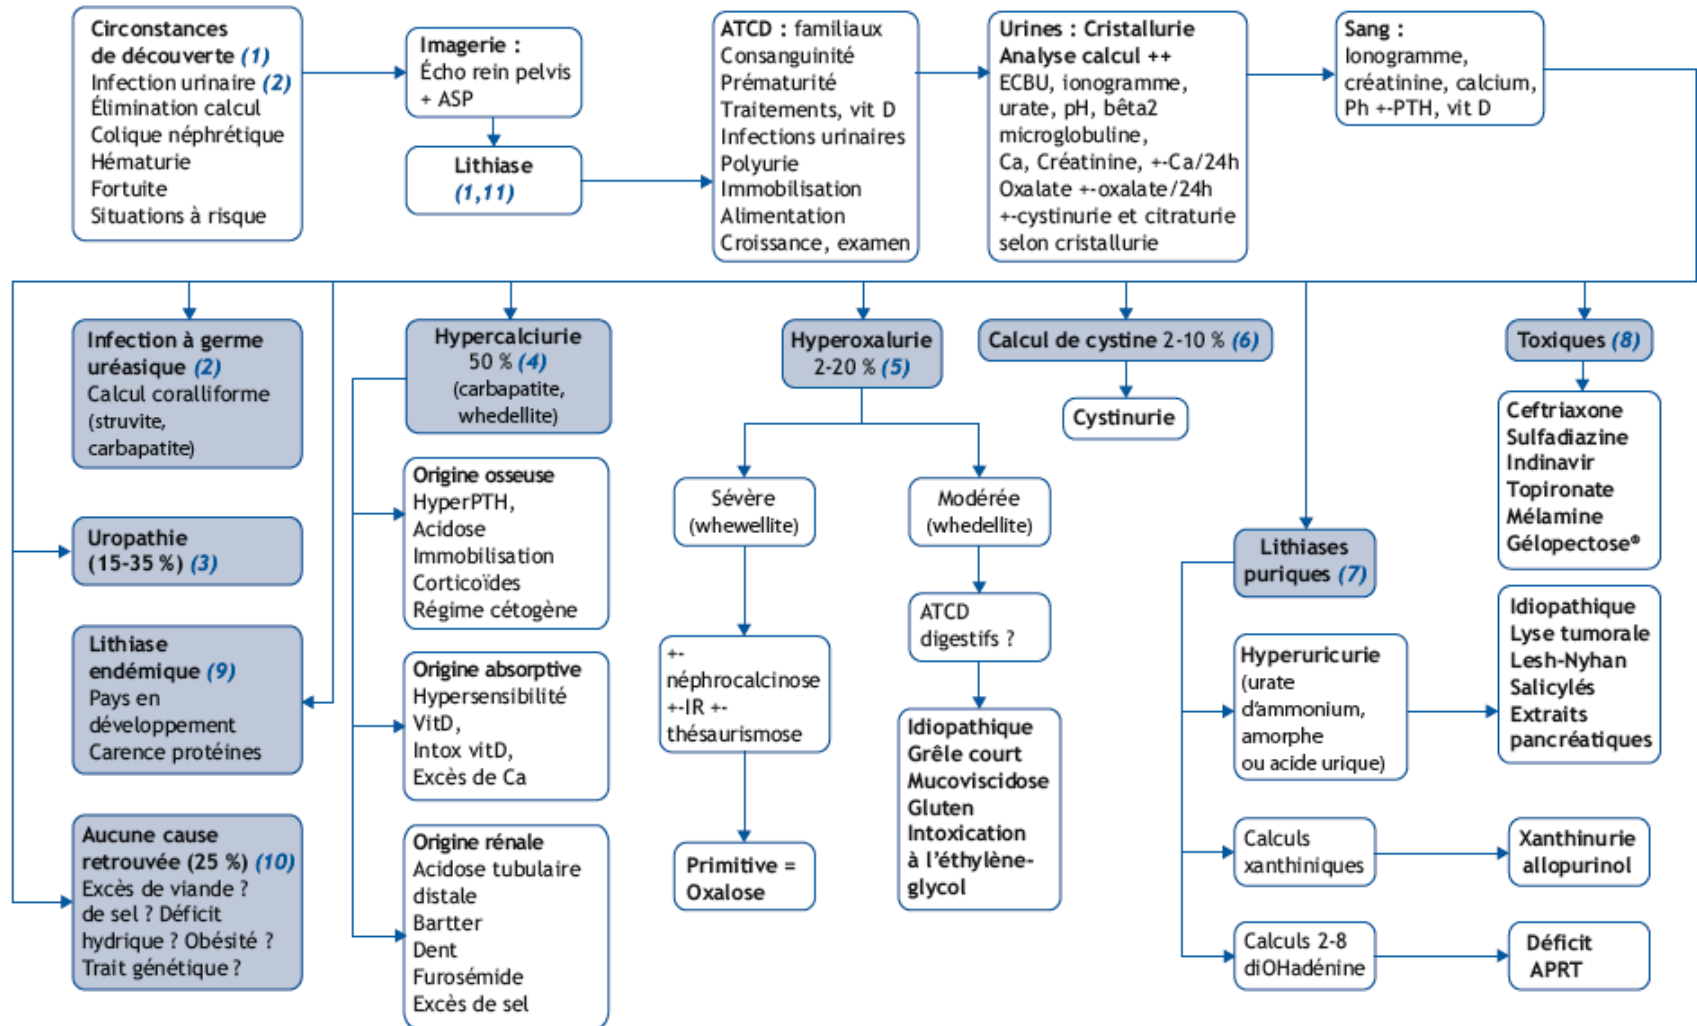 Circonstances
de découverte (1)
Infection urinaire (2)
Élimination calcul
Colique néphrétique
Hématurie
Fortuite
Situations à risque
Imagerie :
Écho rein pelvis
+ ASP
Lithiase
(1,11)
ATCD : familiaux
Consanguinité
Prématurité
Traitements, vit D
Infections urinaires
Polyurie
Immobilisation
Alimentation
Croissance, examen
Urines : Cristallurie
Analyse calcul ++
ECBU, ionogramme,
urate, pH, bêta2
microglobuline,
Ca, Créatinine, +-Ca/24h
Oxalate +-oxalate/24h
+-cystinurie et citraturie
selon cristallurie
Sang :
Ionogramme,
créatinine, calcium,
Ph +-PTH, vit D
Infection à germe
uréasique (2)
Calcul coralliforme
(struvite,
carbapatite)
Uropathie
(15-35 %) (3)
Lithiase
endémique (9)
Pays en
développement
Carence protéines
Aucune cause
retrouvée (25 %) (10)
Excès de viande ?
de sel ? Déficit
hydrique ? Obésité ?
Trait génétique ?
Hypercalciurie
50 % (4)
(carbapatite,
whedellite)
Origine osseuse
HyperPTH,
Acidose
Immobilisation
Corticoïdes
Régime cétogène
Origine absorptive
Hypersensibilité
VitD,
Intox vitD,
Excès de Ca
Origine rénale
Acidose tubulaire
distale
Bartter
Dent
Furosémide
Excès de sel
Hyperoxalurie
2-20 % (5)
Sévère
(whewellite)
+-
néphrocalcinose
+-IR +-
thésaurismose
Primitive =
Oxalose
Modérée
(whedellite)
ATCD
digestifs ?
Idiopathique
Grêle court
Mucoviscidose
Gluten
Intoxication
à l'éthylène-
glycol
Calcul de cystine 2-10 % (6)
Cystinurie
Lithiases
puriques (7)
Hyperuricurie
(urate
d'ammonium,
amorphe
ou acide urique)
Calculs
xanthiniques
Calculs 2-8
diOHadénine
Toxiques (8)
Ceftriaxone
Sulfadiazine
Indinavir
Topironate
Mélamine
Gélopectose®
Idiopathique
Lyse tumorale
Lesh-Nyhan
Salicylés
Extraits
pancréatiques
Xanthinurie
allopurinol
Déficit
APRT